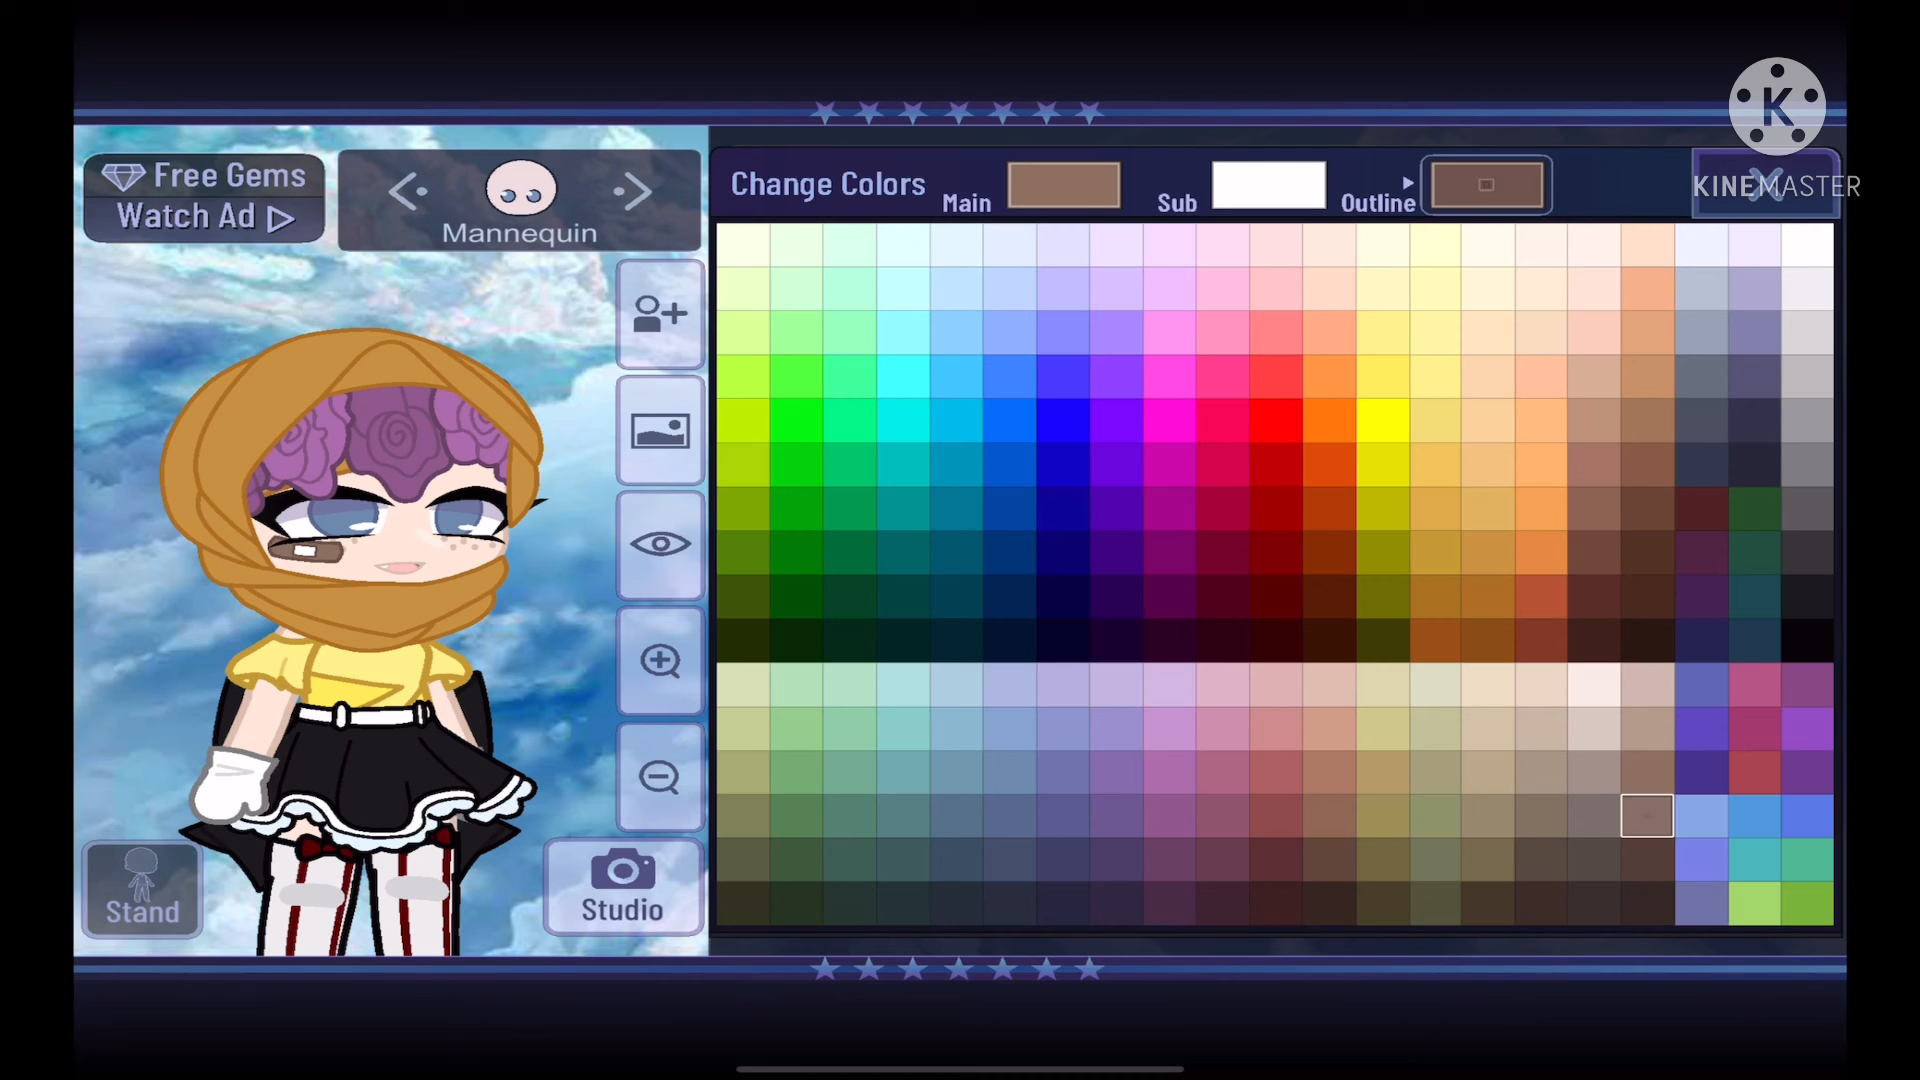 Free Gems
Watch Ad
Mannequin
Change Colors
Main
Sub
Outline
KINEMASTER
K
Stand
Studio